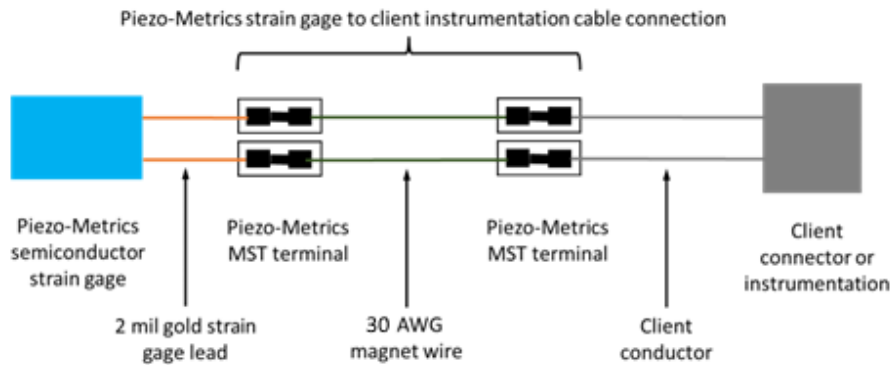 Piezo-Metrics strain gage to client instrumentation cable connection
Piezo-Metrics
semiconductor
strain gage
Piezo-Metrics
MST terminal
Piezo-Metrics
MST terminal
Client
connector or
instrumentation
2 mil gold strain
gage lead
30 AWG
magnet wire
Client
conductor